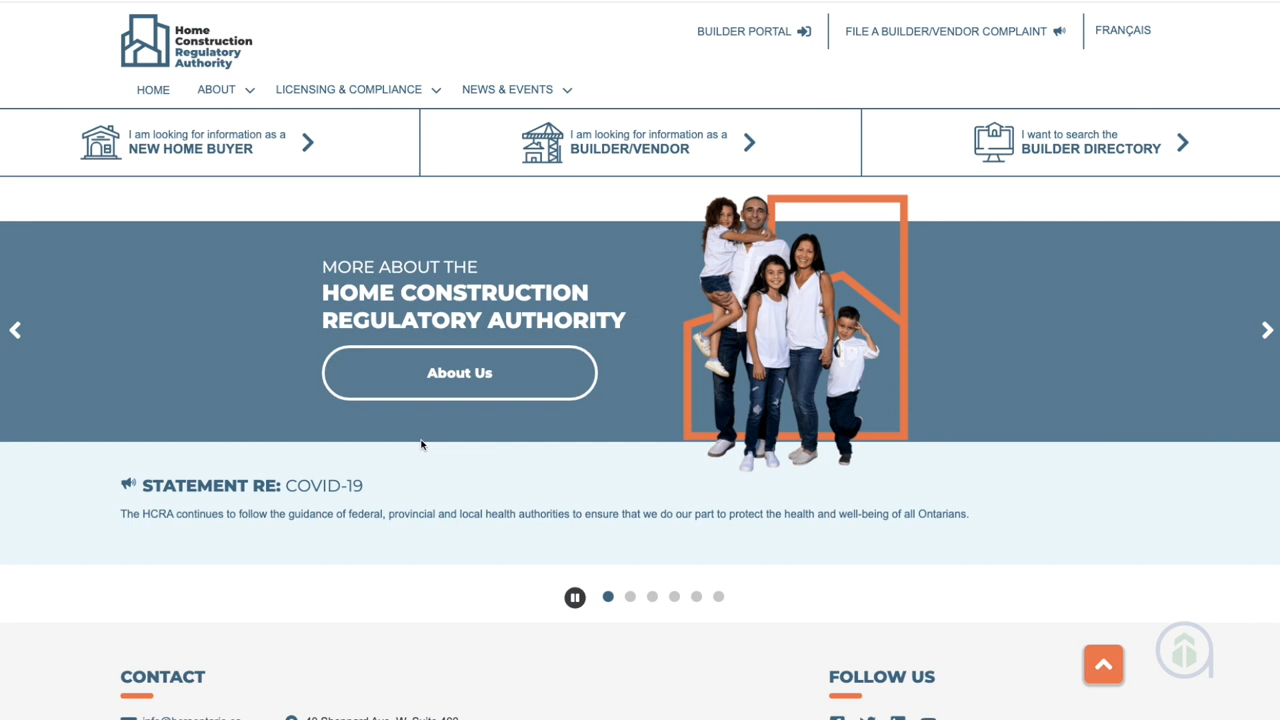 Home
Construction
Regulatory
Authority
BUILDER PORTAL
FILE A BUILDER/VENDOR COMPLAINT
FRANÇAIS
HOME
ABOUT
LICENSING & COMPLIANCE
NEWS & EVENTS
I am looking for information as a
NEW HOME BUYER
I am looking for information as a
BUILDER/VENDOR
I want to search the
BUILDER DIRECTORY
MORE ABOUT THE
HOME CONSTRUCTION
REGULATORY AUTHORITY
About Us
STATEMENT RE: COVID-19
The HCRA continues to follow the guidance of federal, provincial and local health authorities to ensure that we do our part to protect the health and well-being of all Ontarians.
CONTACT
FOLLOW US